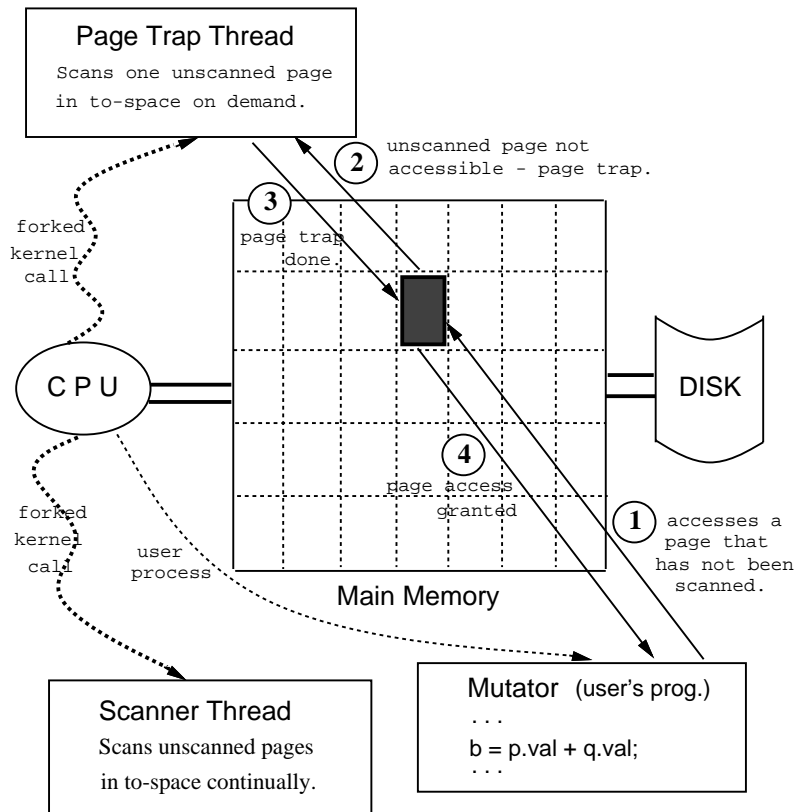 Page Trap Thread
Scans one unscanned page
in to-space on demand.
2
unscanned page not
accessible - page trap.
3
page trap
done
forked
kernel
call
C P U
DISK
4
page access
granted
1
accesses a
page that
has not been
scanned.
forked
kernel
call
user
process
Main Memory
Scanner Thread
Scans unscanned pages
in to-space continually.
Mutator (user's prog.)
. . .
b = p.val + q.val;
. . .